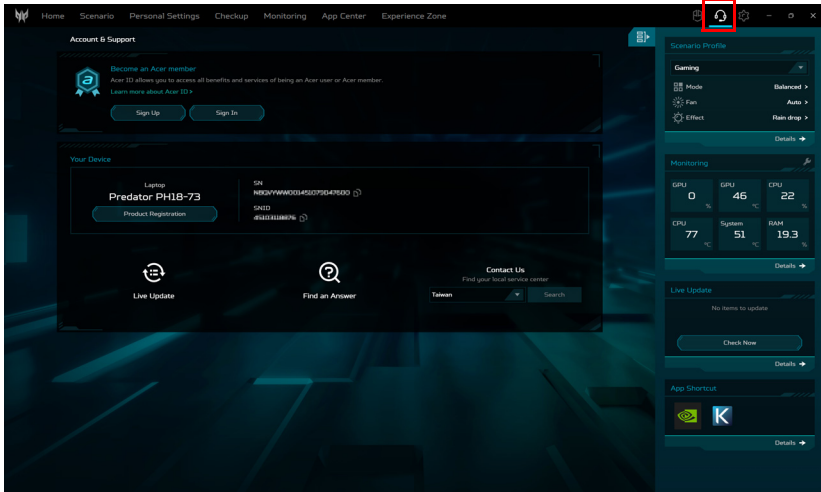 Home Scenario Personal Settings Checkup Monitoring App Center Experience Zone
Account & Support
Become an Acer member
Acer ID allows you to access all benefits and services of being an Acer user or Acer member.
Learn more about Acer ID >
Sign Up Sign In
Your Device
Laptop
Predator PH18-73
Product Registration
SN
SNID
Live Update
Find an Answer
Contact Us
Find your local service center
Taiwan Search
Scenario Profile
Gaming
Mode Balanced >
Fan Auto >
Effect Rain drop >
Details →
Monitoring
GPU 0 %
GPU 46 °C
CPU 22 %
CPU 77 °C
System 51 °C
RAM 19.3 %
Details →
Live Update
No items to update
Check Now
Details →
App Shortcut
K
Details →